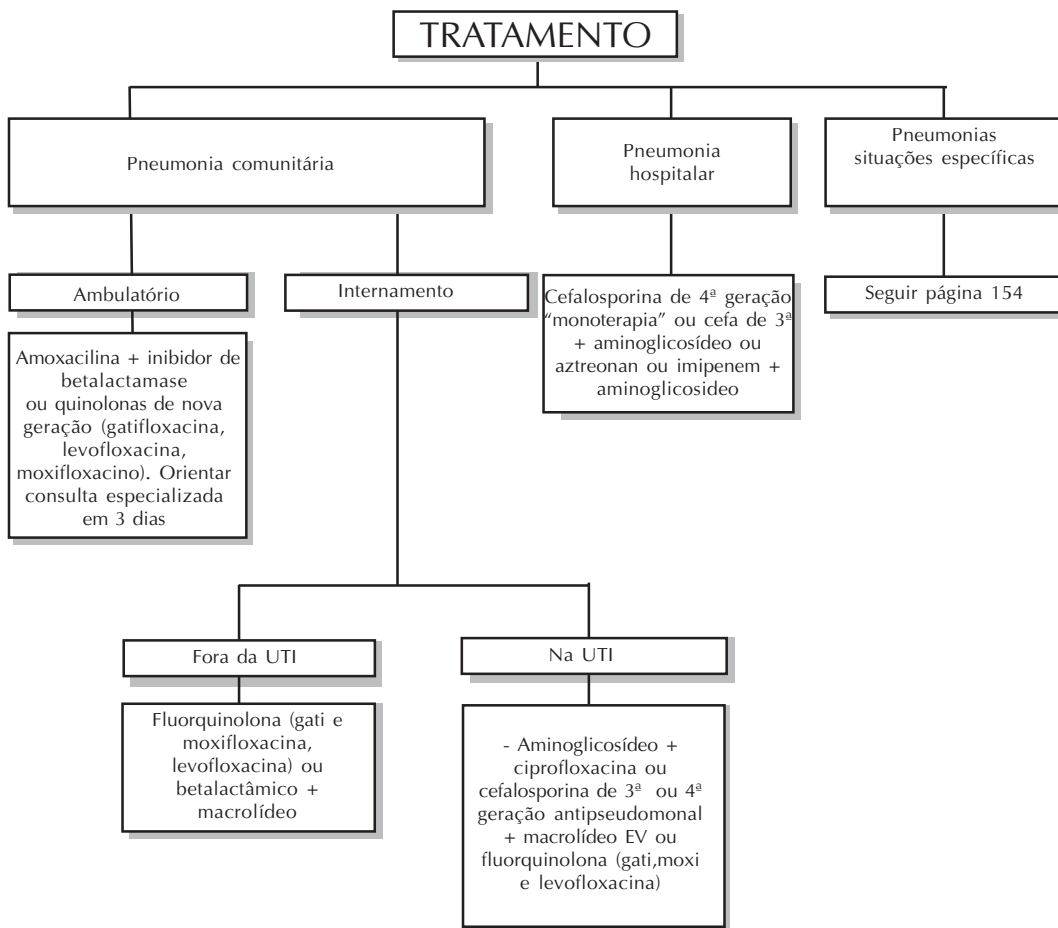 TRATAMENTO
Pneumonia comunitária
Pneumonia
hospitalar
Pneumonias
situações específicas
Ambulatório
Internamento
Cefalosporina de 4ª geração
“monoterapia” ou cefa de 3ª
+ aminoglicosídeo ou
aztreonan ou imipenem +
aminoglicosideo
Seguir página 154
Amoxacilina + inibidor de
betalactamase
ou quinolonas de nova
geração (gatifloxacina,
levofloxacina,
moxifloxacino). Orientar
consulta especializada
em 3 dias
Fora da UTI
Na UTI
Fluorquinolona (gati e
moxifloxacina,
levofloxacina) ou
betalactâmico +
macrolídeo
- Aminoglicosídeo +
ciprofloxacina ou
cefalosporina de 3ª ou 4ª
geração antipseudomonal
+ macrolídeo EV ou
fluorquinolona (gati,moxi
e levofloxacina)